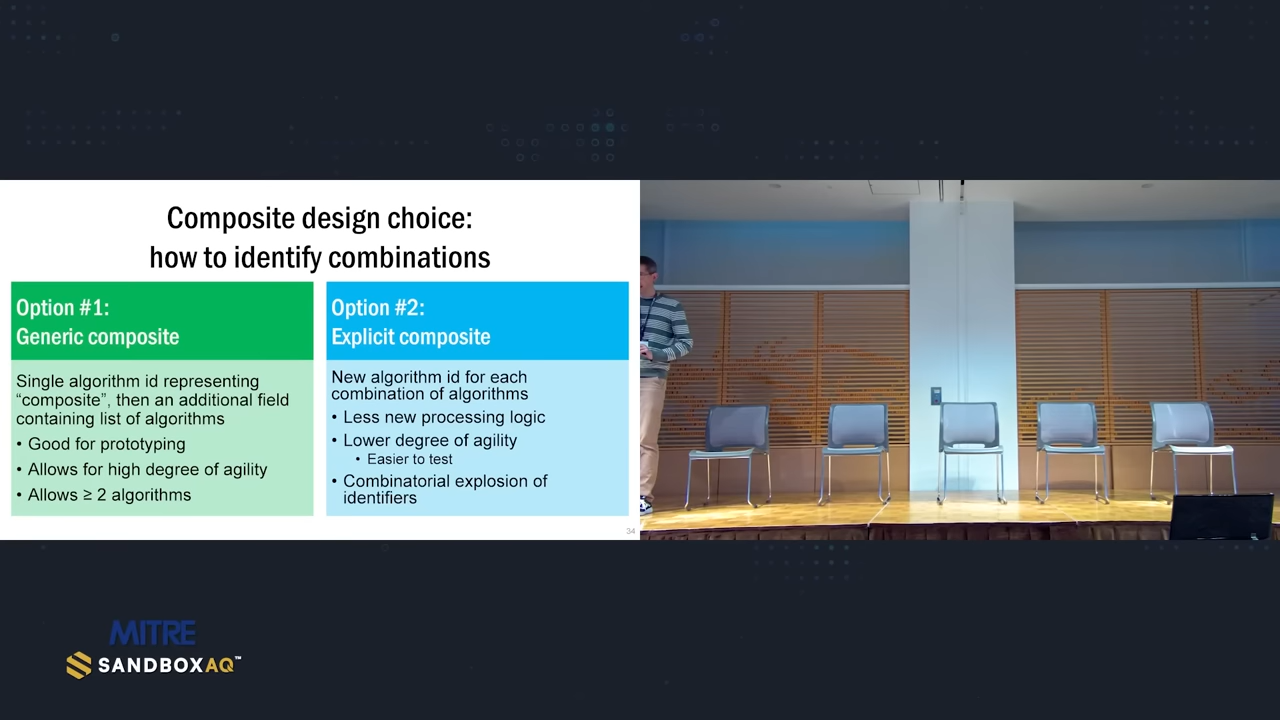 Composite design choice:
how to identify combinations
Option #1:
Generic composite
Single algorithm id representing
“composite”, then an additional field
containing list of algorithms
• Good for prototyping
• Allows for high degree of agility
• Allows ≥ 2 algorithms
Option #2:
Explicit composite
New algorithm id for each
combination of algorithms
• Less new processing logic
• Lower degree of agility
• Easier to test
• Combinatorial explosion of
identifiers
34
MITRE
SANDBOXAQ™